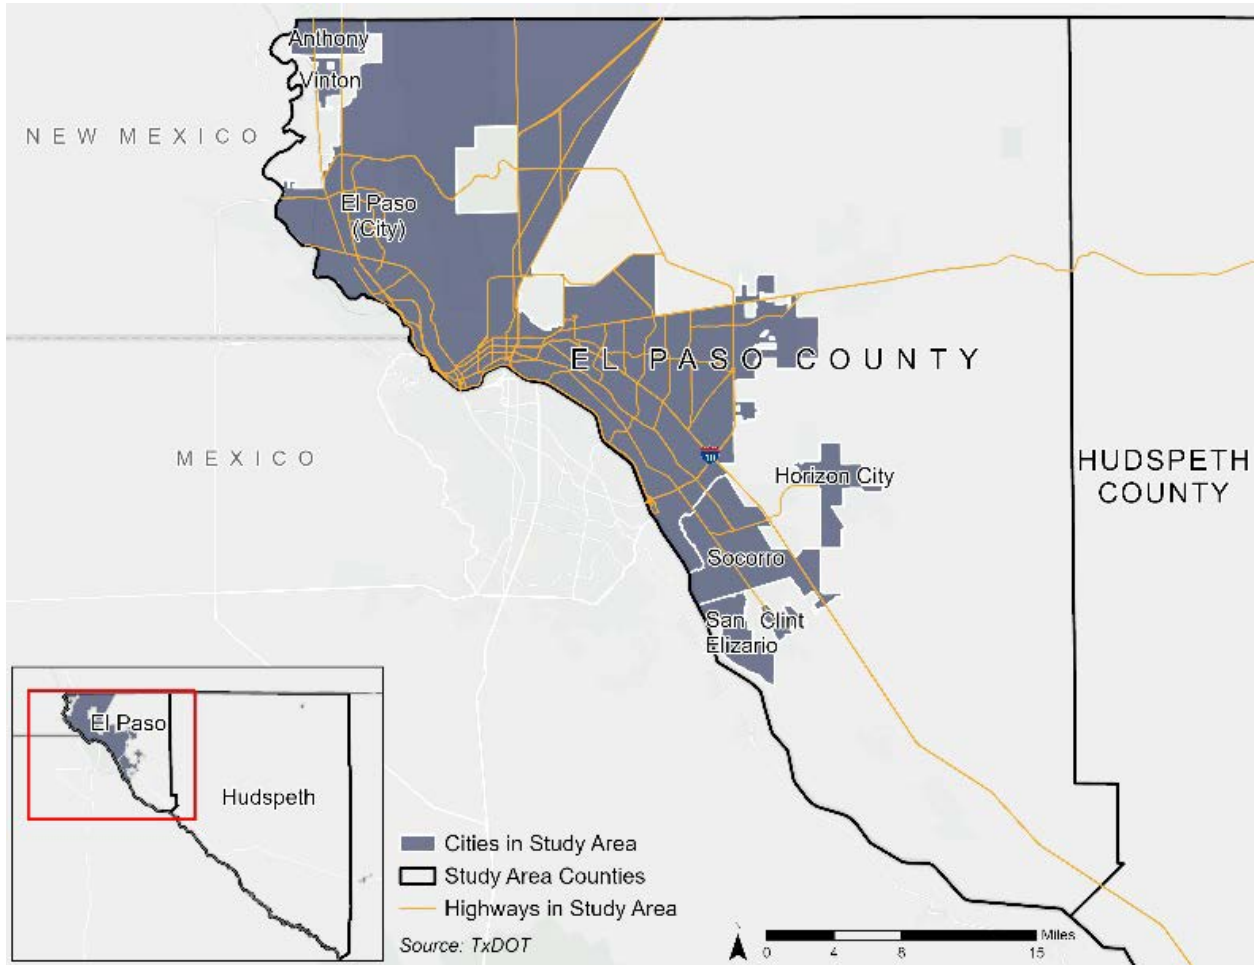 Anthony
Vinton
NEW MEXICO
El Paso
(City)
EL PASO COUNTY
MEXICO
10
Horizon City
HUDSPETH
COUNTY
Socorro
San Clint
Elizario
El Paso
Hudspeth
Cities in Study Area
Study Area Counties
Highways in Study Area
Source: TxDOT
Miles
0 4 8 15